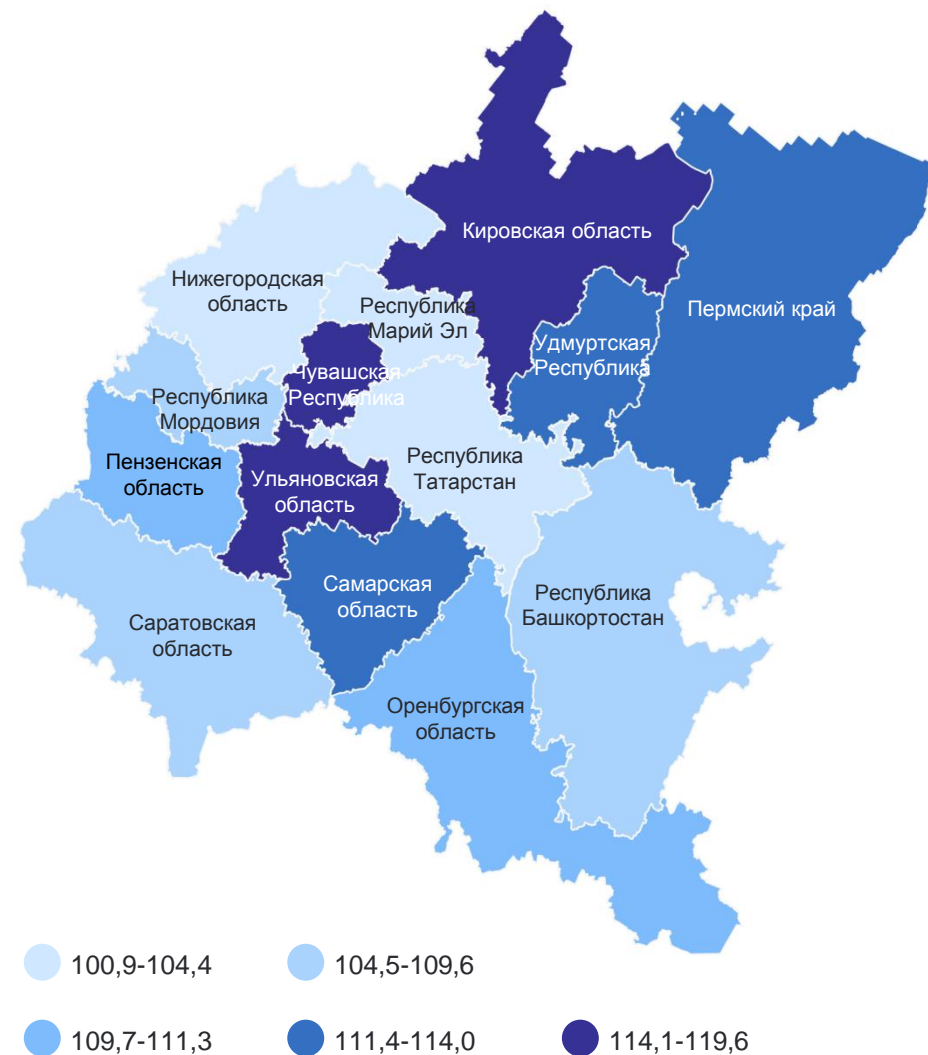 Кировская область
Нижегородская
область
Республика
Марий Эл
Пермский край
Удмуртская
Республика
Чувашская
Республика
Республика
Мордовия
Республика
Татарстан
Пензенская
область
Ульяновская
область
Самарская
область
Республика
Башкортостан
Саратовская
область
Оренбургская
область
100,9-104,4
104,5-109,6
109,7-111,3
111,4-114,0
114,1-119,6